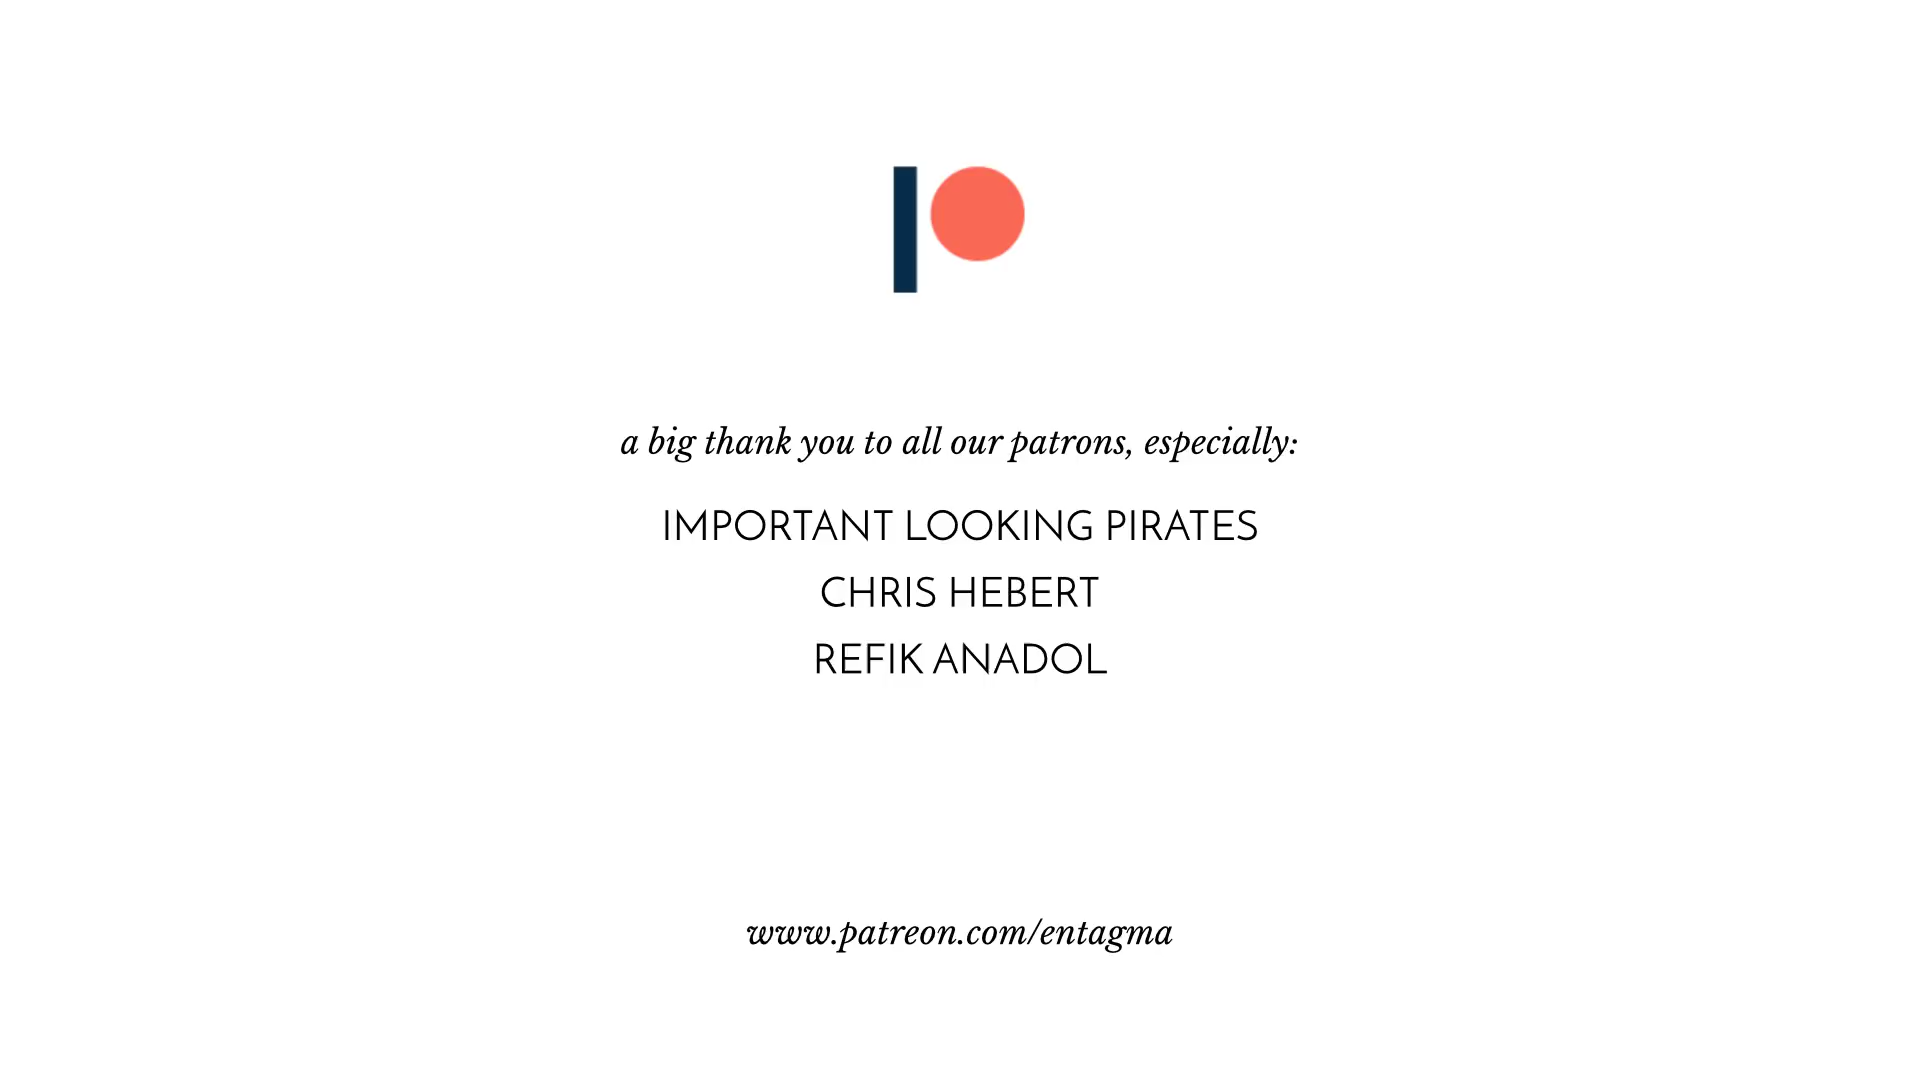 a big thank you to all our patrons, especially:
IMPORTANT LOOKING PIRATES
CHRIS HEBERT
REFIK ANADOL
www.patreon.com/entagma